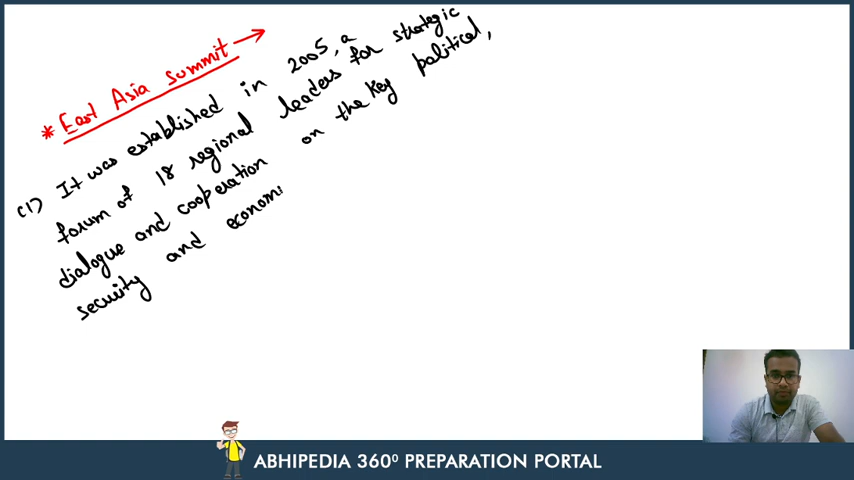 * East Asia Summit →
(1) It was established in 2005, a
forum of 18 regional leaders for strategic
dialogue and cooperation on the key political,
security and econom
ABHIPEDIA 360° PREPARATION PORTAL